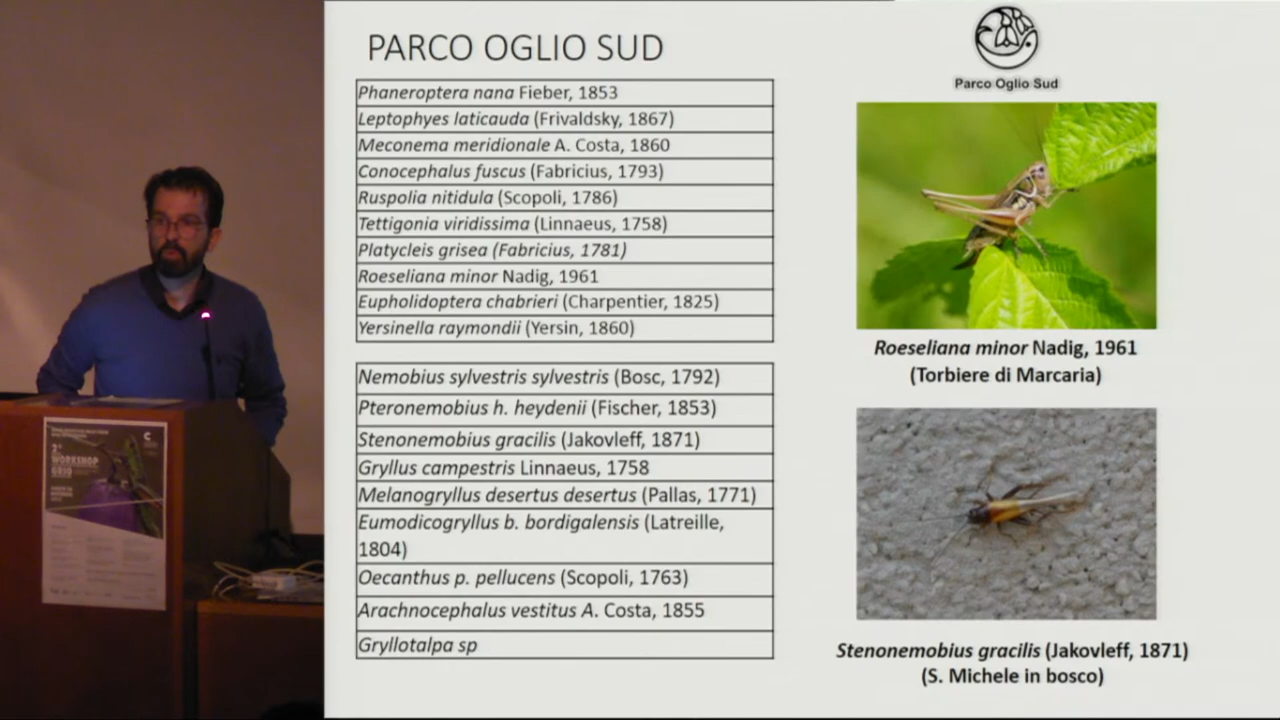 PARCO OGLIO SUD
Phaneroptera nana Fieber, 1853
Leptophyes laticauda (Frivaldsky, 1867)
Meconema meridionale A. Costa, 1860
Conocephalus fuscus (Fabricius, 1793)
Ruspolia nitidula (Scopoli, 1786)
Tettigonia viridissima (Linnaeus, 1758)
Platycleis grisea (Fabricius, 1781)
Roeseliana minor Nadig, 1961
Eupholidoptera chabrieri (Charpentier, 1825)
Yersinella raymondii (Yersin, 1860)
Nemobius sylvestris sylvestris (Bosc, 1792)
Pteronemobius h. heydenii (Fischer, 1853)
Stenonemobius gracilis (Jakovleff, 1871)
Gryllus campestris Linnaeus, 1758
Melanogryllus desertus desertus (Pallas, 1771)
Eumodicogryllus b. bordigalensis (Latreille,
1804)
Oecanthus p. pellucens (Scopoli, 1763)
Arachnocephalus vestitus A. Costa, 1855
Gryllotalpa sp
Parco Oglio Sud
Roeseliana minor Nadig, 1961
(Torbiere di Marcaria)
Stenonemobius gracilis (Jakovleff, 1871)
(S. Michele in bosco)
2°
WORKSHOP